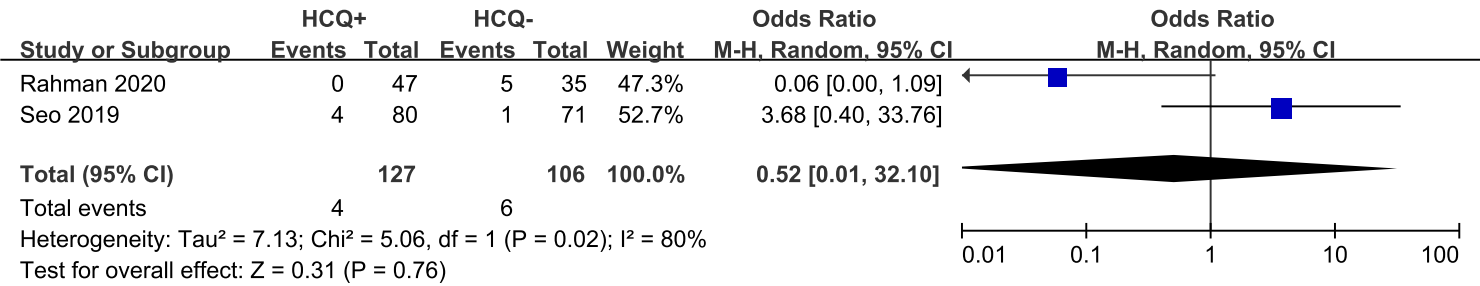 HCQ+ HCQ- Odds Ratio Odds Ratio
Study or Subgroup Events Total Events Total Weight M-H, Random, 95% CI M-H, Random, 95% CI
Rahman 2020 0 47 5 35 47.3% 0.06 [0.00, 1.09]
Seo 2019 4 80 1 71 52.7% 3.68 [0.40, 33.76]
Total (95% CI) 127 106 100.0% 0.52 [0.01, 32.10]
Total events 4 6
Heterogeneity: Tau² = 7.13; Chi² = 5.06, df = 1 (P = 0.02); I² = 80%
Test for overall effect: Z = 0.31 (P = 0.76)
0.01 0.1 1 10 100